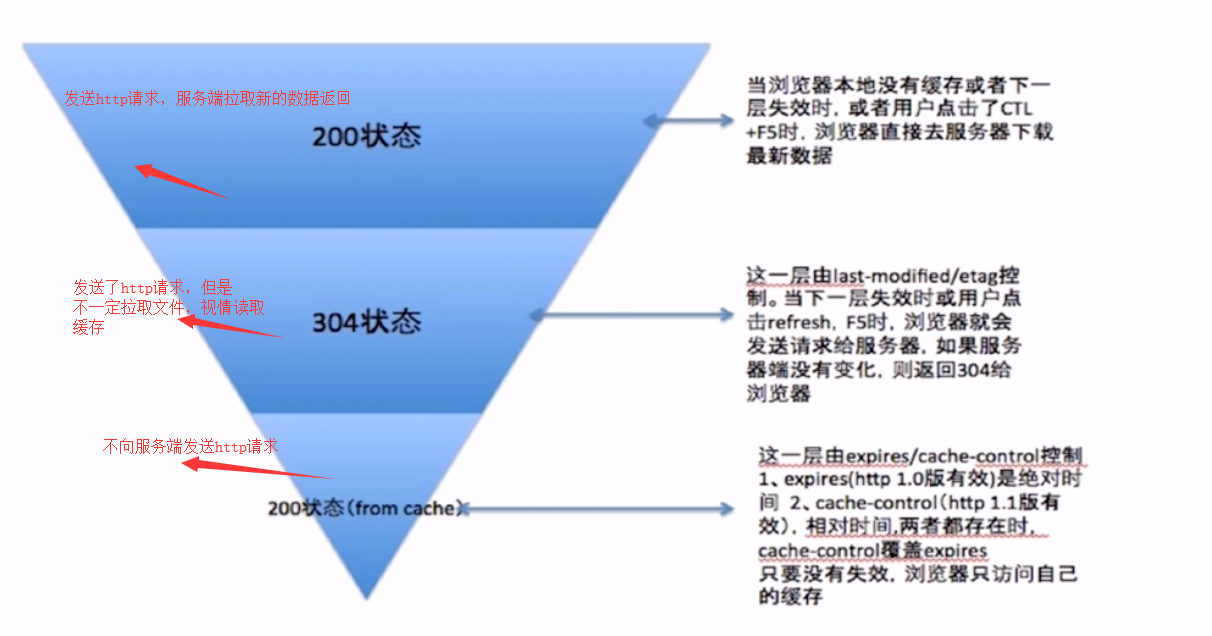 发送http请求，服务端拉取新的数据返回
200状态
当浏览器本地没有缓存或者下一
层失效时，或者用户点击了CTL
+F5时，浏览器直接去服务器下载
最新数据
发送了http请求，但是
不一定拉取文件，视情读取
缓存
304状态
这一层由last-modified/etag控
制。当下一层失效时或用户点
击refresh，F5时，浏览器就会
发送请求给服务器，如果服务
器端没有变化，则返回304给
浏览器
不向服务端发送http请求
200状态（from cache）
这一层由expires/cache-control控制
1、expires(http 1.0版有效)是绝对时
间 2、cache-control（http 1.1版有
效），相对时间,两者都存在时，
cache-control覆盖expires
只要没有失效，浏览器只访问自己
的缓存